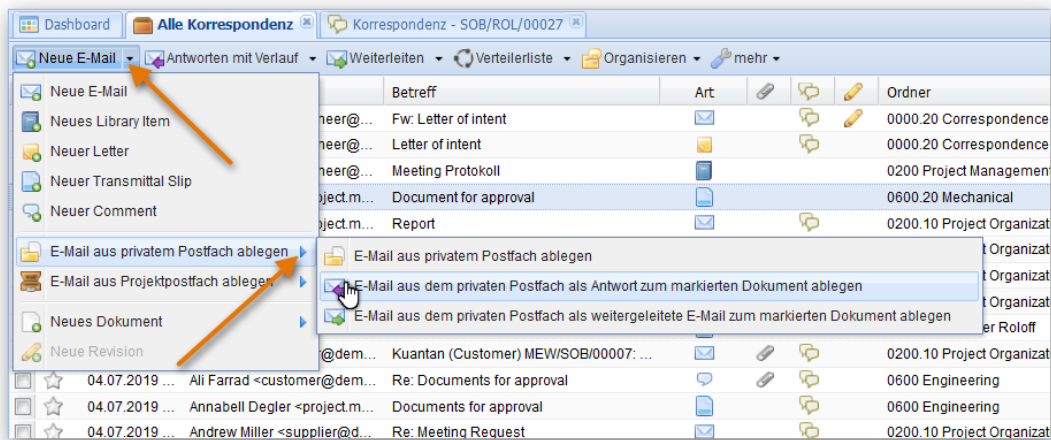 Dashboard Alle Korrespondenz Korrespondenz - SOB/ROL/00027
Neue E-Mail Antworten mit Verlauf Weiterleiten Verteilerliste Organisieren mehr
Betreff Art Ordner
Neue E-Mail
Neues Library Item
Neuer Letter
Neuer Transmittal Slip
Neuer Comment
E-Mail aus privatem Postfach ablegen
E-Mail aus Projektpostfach ablegen
Neues Dokument
Neue Revision
neer@... Fw: Letter of intent 0000.20 Correspondence
neer@... Letter of intent 0000.20 Correspondence
neer@... Meeting Protokoll 0200 Project Managemen
oject.m... Document for approval 0600.20 Mechanical
oject.m... Report 0200.10 Project Organizat
E-Mail aus privatem Postfach ablegen t Organizat
E-Mail aus dem privaten Postfach als Antwort zum markierten Dokument ablegen t Organizat
E-Mail aus dem privaten Postfach als weitergeleitete E-Mail zum markierten Dokument ablegen t Organizat
er Roloff
@dem... Kuantan (Customer) MEW/SOB/00007: ... 0200.10 Project Organizat
04.07.2019 ... Ali Farrad <customer@dem... Re: Documents for approval 0600 Engineering
04.07.2019 ... Annabell Degler <project.m... Documents for approval 0600 Engineering
04.07.2019 ... Andrew Miller <supplier@d... Re: Meeting Request 0200.10 Project Organizat